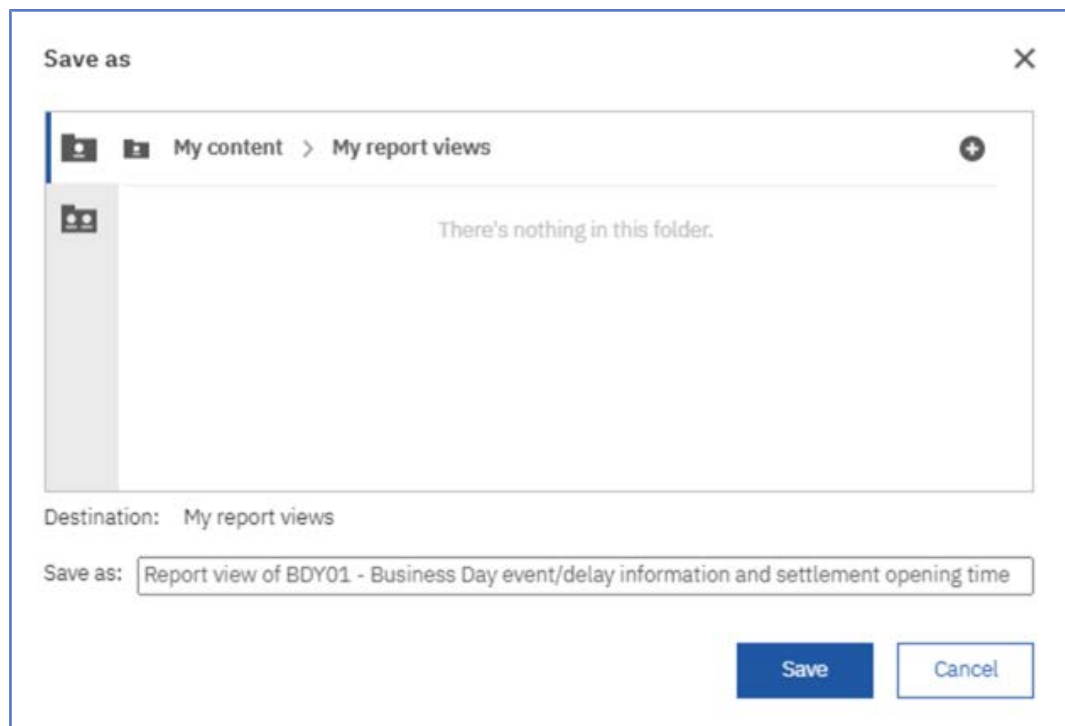 Save as
My content > My report views
There's nothing in this folder.
Destination: My report views
Save as: Report view of BDY01 - Business Day event/delay information and settlement opening time
Save Cancel